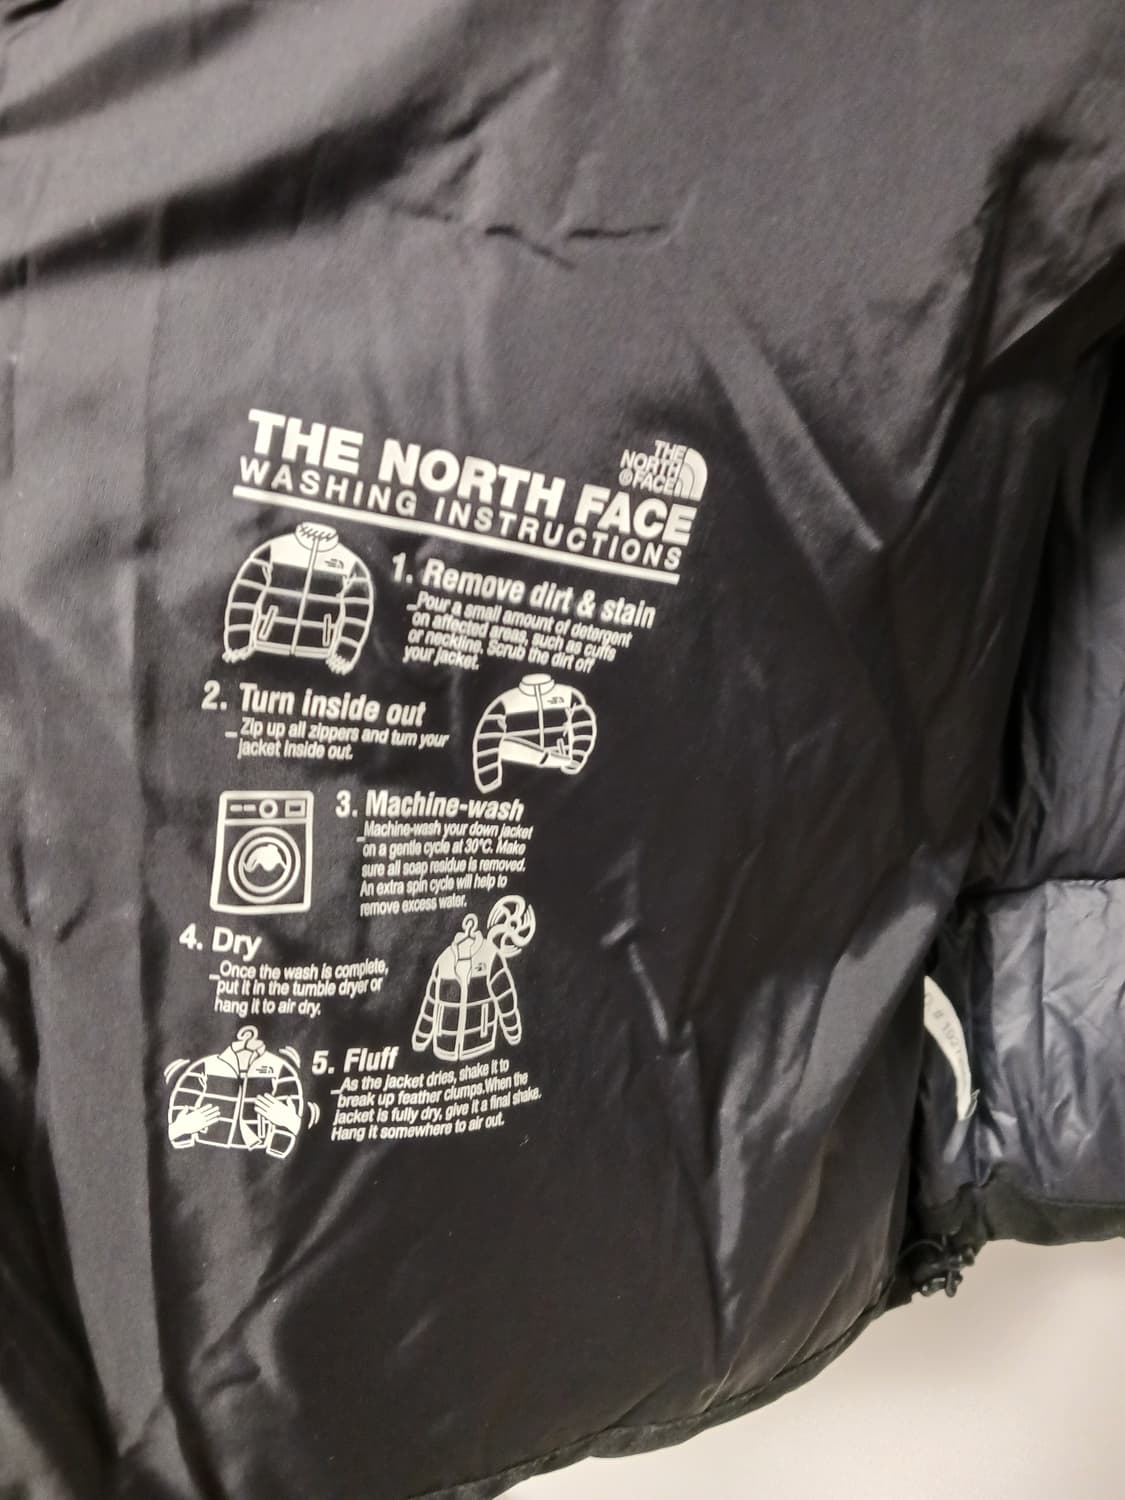 THE NORTH FACE
WASHING INSTRUCTIONS
THE
NORTH
FACE
1. Remove dirt & stain
_Pour a small amount of detergent
on affected areas, such as cuffs
or neckline. Scrub the dirt off
your jacket.
2. Turn inside out
_Zip up all zippers and turn your
jacket inside out.
3. Machine-wash
_Machine-wash your down jacket
on a gentle cycle at 30°C. Make
sure all soap residue is removed.
An extra spin cycle will help to
remove excess water.
4. Dry
_Once the wash is complete,
put it in the tumble dryer or
hang it to air dry.
5. Fluff
_As the jacket dries, shake it to
break up feather clumps.When the
jacket is fully dry, give it a final shake.
Hang it somewhere to air out.